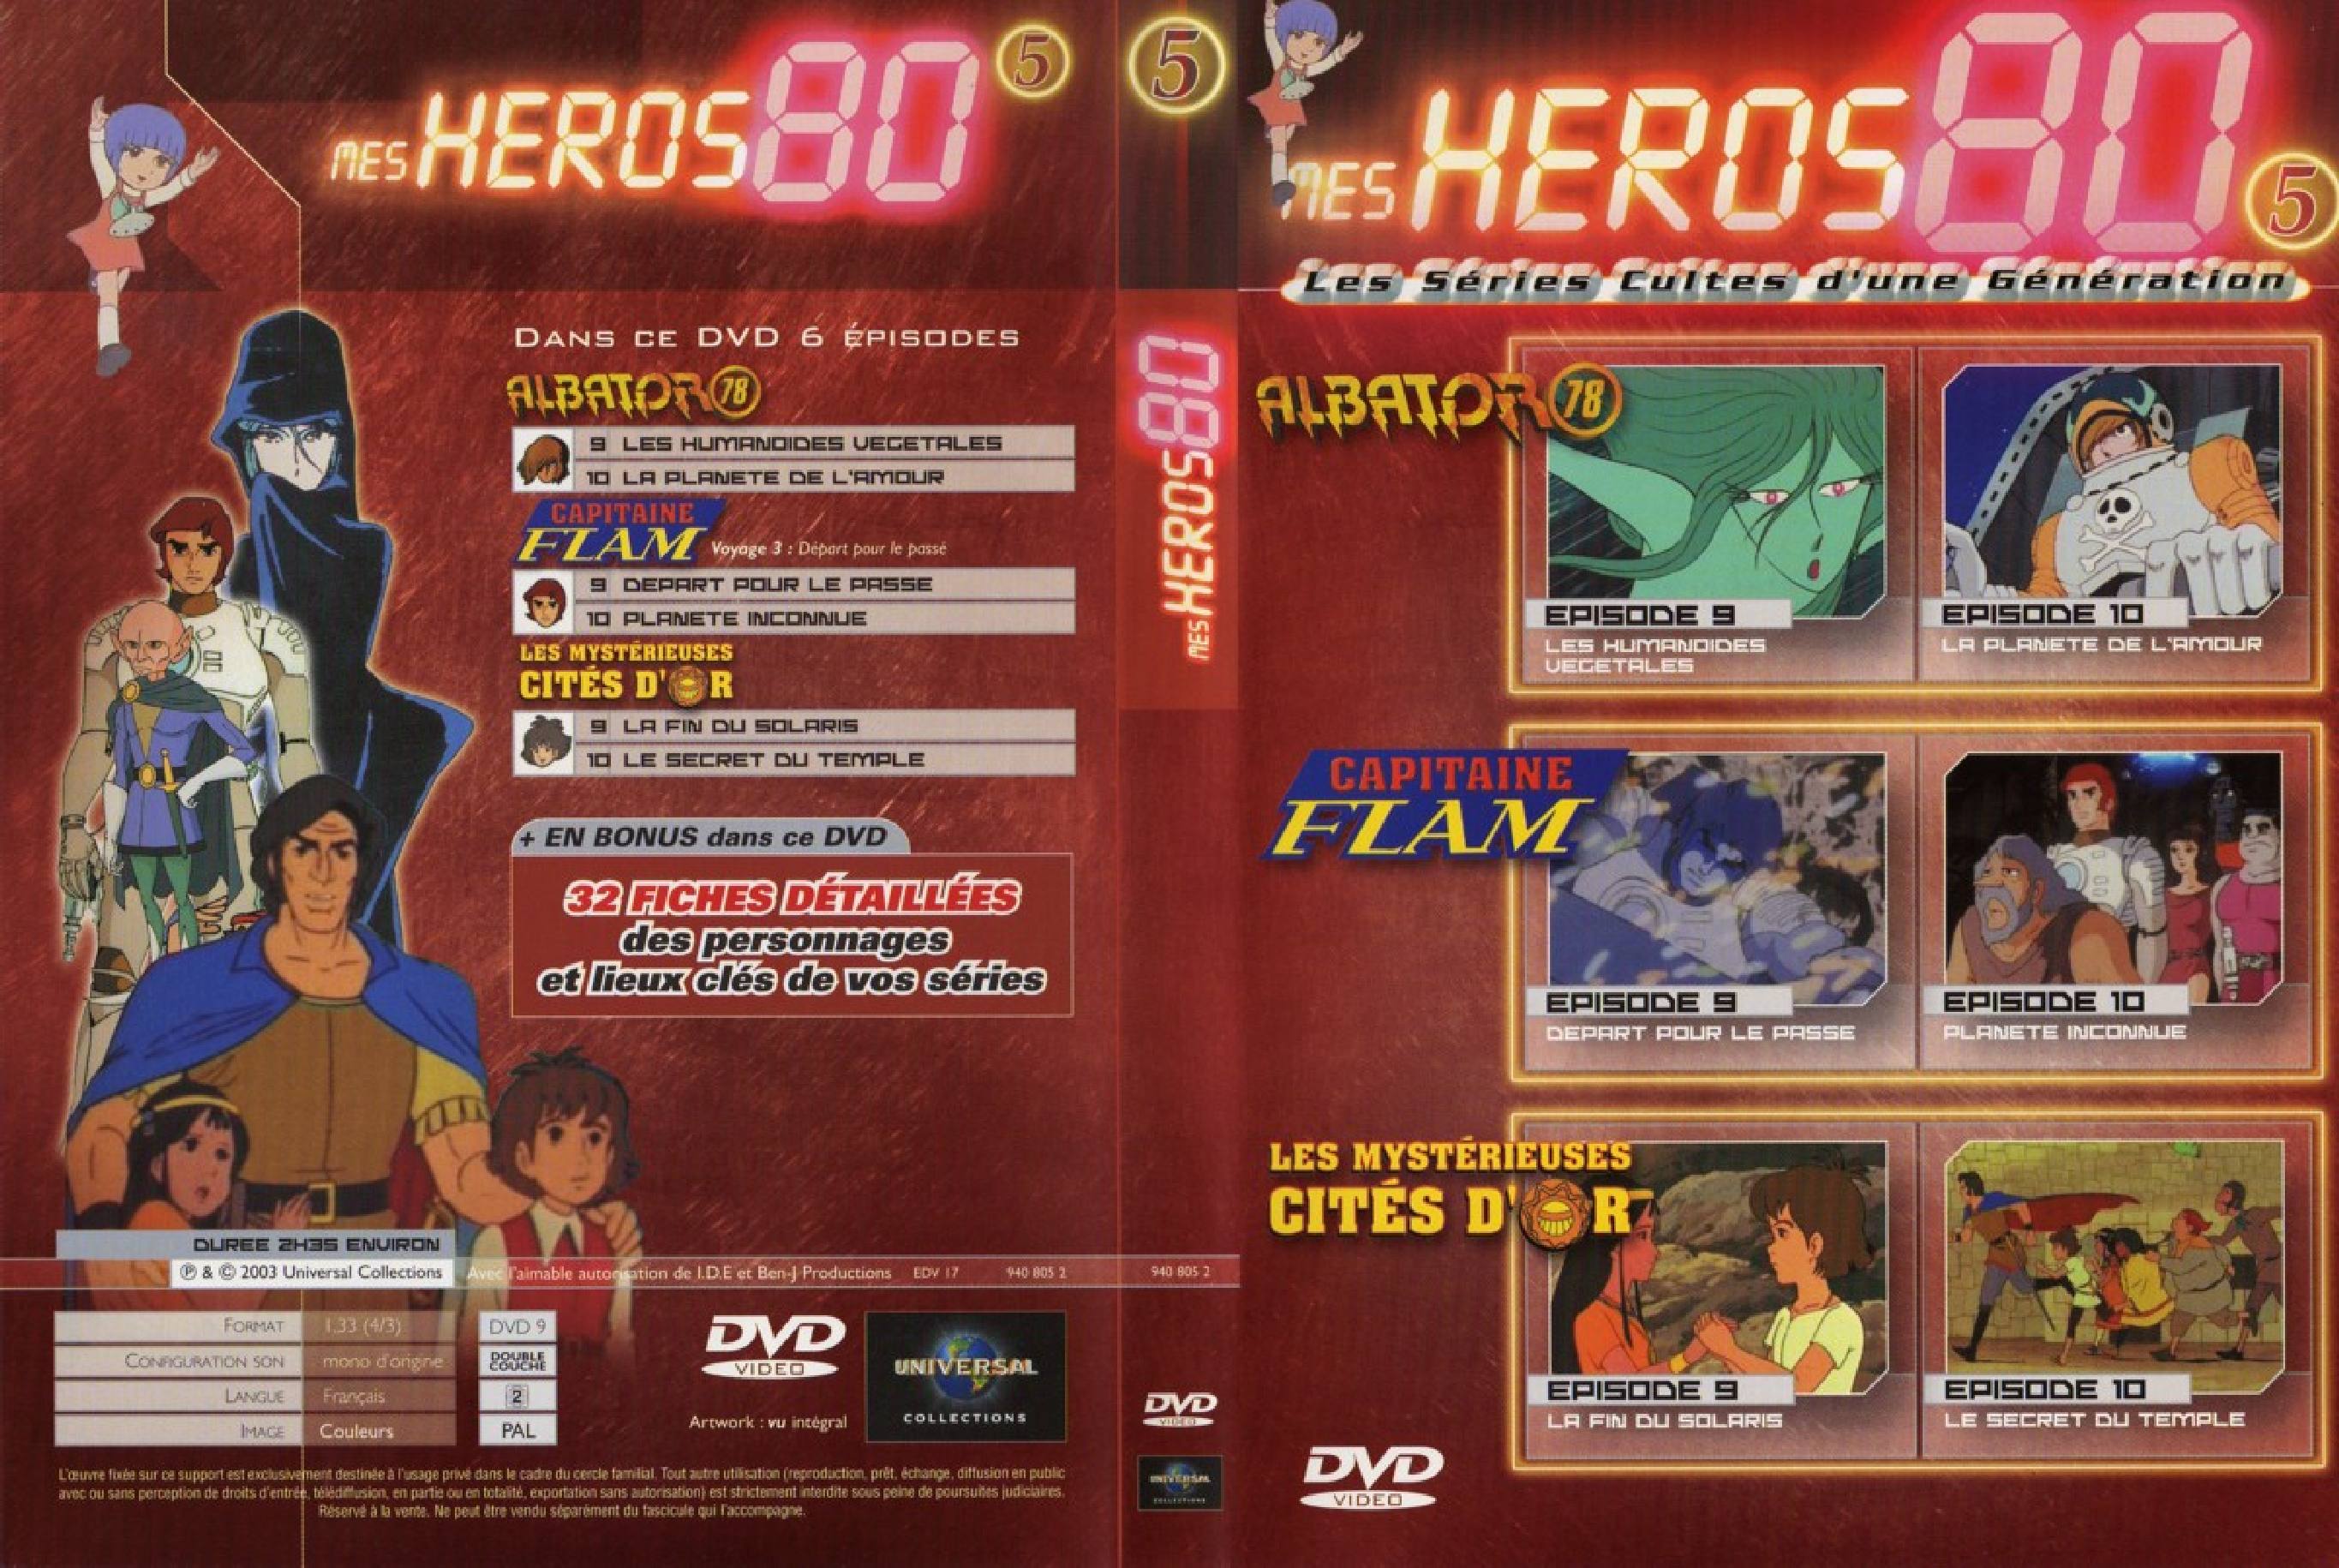 MES HEROS 80 5
DANS CE DVD 6 ÉPISODES
ALBATOR 78
9 LES HUMANOIDES VEGETALES
10 LA PLANETE DE L'AMOUR
CAPITAINE
FLAM Voyage 3 : Départ pour le passé
9 DEPART POUR LE PASSE
10 PLANETE INCONNUE
LES MYSTÉRIEUSES
CITÉS D'OR
9 LA FIN DU SOLARIS
10 LE SECRET DU TEMPLE
+ EN BONUS dans ce DVD
32 FICHES DÉTAILLÉES
des personnages
et lieux clés de vos séries
DUREE 2H35 ENVIRON
℗ & © 2003 Universal Collections
Avec l'aimable autorisation de I.D.E et Ben-J Productions EDV 17 940 805 2
FORMAT 1.33 (4/3)
CONFIGURATION SON mono d'origine
LANGUE Français
IMAGE Couleurs
DVD 9
DOUBLE
COUCHE
2
PAL
DVD
VIDEO
Artwork : vu intégral
UNIVERSAL
COLLECTIONS
L'œuvre fixée sur ce support est exclusivement destinée à l'usage privé dans le cadre du cercle familial. Tout autre utilisation (reproduction, prêt, échange, diffusion en public
avec ou sans perception de droits d'entrée, télédiffusion, en partie ou en totalité, exportation sans autorisation) est strictement interdite sous peine de poursuites judiciaires.
Réservé à la vente. Ne peut être vendu séparément du fascicule qui l'accompagne.
5
MES HEROS 80
940 805 2
DVD
VIDEO
UNIVERSAL
COLLECTIONS
MES HEROS 80 5
Les Séries Cultes d'une Génération
ALBATOR 78
EPISODE 9
LES HUMANOIDES
VEGETALES
EPISODE 10
LA PLANETE DE L'AMOUR
CAPITAINE
FLAM
EPISODE 9
DEPART POUR LE PASSE
EPISODE 10
PLANETE INCONNUE
LES MYSTÉRIEUSES
CITÉS D'OR
EPISODE 9
LA FIN DU SOLARIS
EPISODE 10
LE SECRET DU TEMPLE
DVD
VIDEO